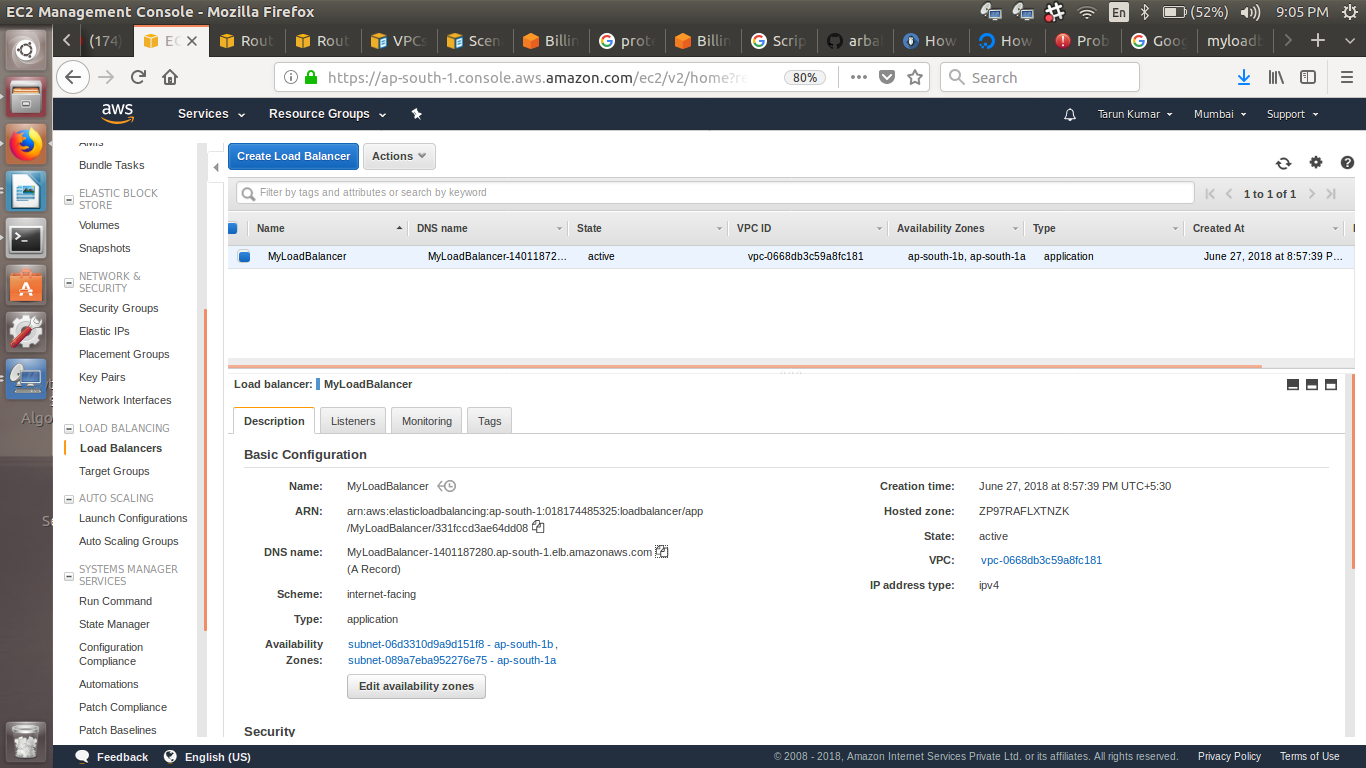 EC2 Management Console - Mozilla Firefox
En
(52%)
9:05 PM
(174)
EC
Rout
Rout
VPCs
Scen
Billin
prote
Billin
Scrip
arba
How
How
Prob
Goog
myloadb
https://ap-south-1.console.aws.amazon.com/ec2/v2/home?re
80%
Search
aws
Services
Resource Groups
Tarun Kumar
Mumbai
Support
AMIs
Bundle Tasks
ELASTIC BLOCK
STORE
Volumes
Snapshots
NETWORK &
SECURITY
Security Groups
Elastic IPs
Placement Groups
Key Pairs
Network Interfaces
LOAD BALANCING
Load Balancers
Target Groups
AUTO SCALING
Launch Configurations
Auto Scaling Groups
SYSTEMS MANAGER
SERVICES
Run Command
State Manager
Configuration
Compliance
Automations
Patch Compliance
Patch Baselines
Algo
Se
Create Load Balancer
Actions
Filter by tags and attributes or search by keyword
1 to 1 of 1
Name DNS name State VPC ID Availability Zones Type Created At
MyLoadBalancer MyLoadBalancer-14011872... active vpc-0668db3c59a8fc181 ap-south-1b, ap-south-1a application June 27, 2018 at 8:57:39 P...
Load balancer: MyLoadBalancer
Description
Listeners
Monitoring
Tags
Basic Configuration
Name: MyLoadBalancer
ARN: arn:aws:elasticloadbalancing:ap-south-1:018174485325:loadbalancer/app
/MyLoadBalancer/331fccd3ae64dd08
DNS name: MyLoadBalancer-1401187280.ap-south-1.elb.amazonaws.com
(A Record)
Scheme: internet-facing
Type: application
Availability subnet-06d3310d9a9d151f8 - ap-south-1b,
Zones: subnet-089a7eba952276e75 - ap-south-1a
Edit availability zones
Creation time: June 27, 2018 at 8:57:39 PM UTC+5:30
Hosted zone: ZP97RAFLXTNZK
State: active
VPC: vpc-0668db3c59a8fc181
IP address type: ipv4
Security
Feedback
English (US)
© 2008 - 2018, Amazon Internet Services Private Ltd. or its affiliates. All rights reserved.
Privacy Policy
Terms of Use